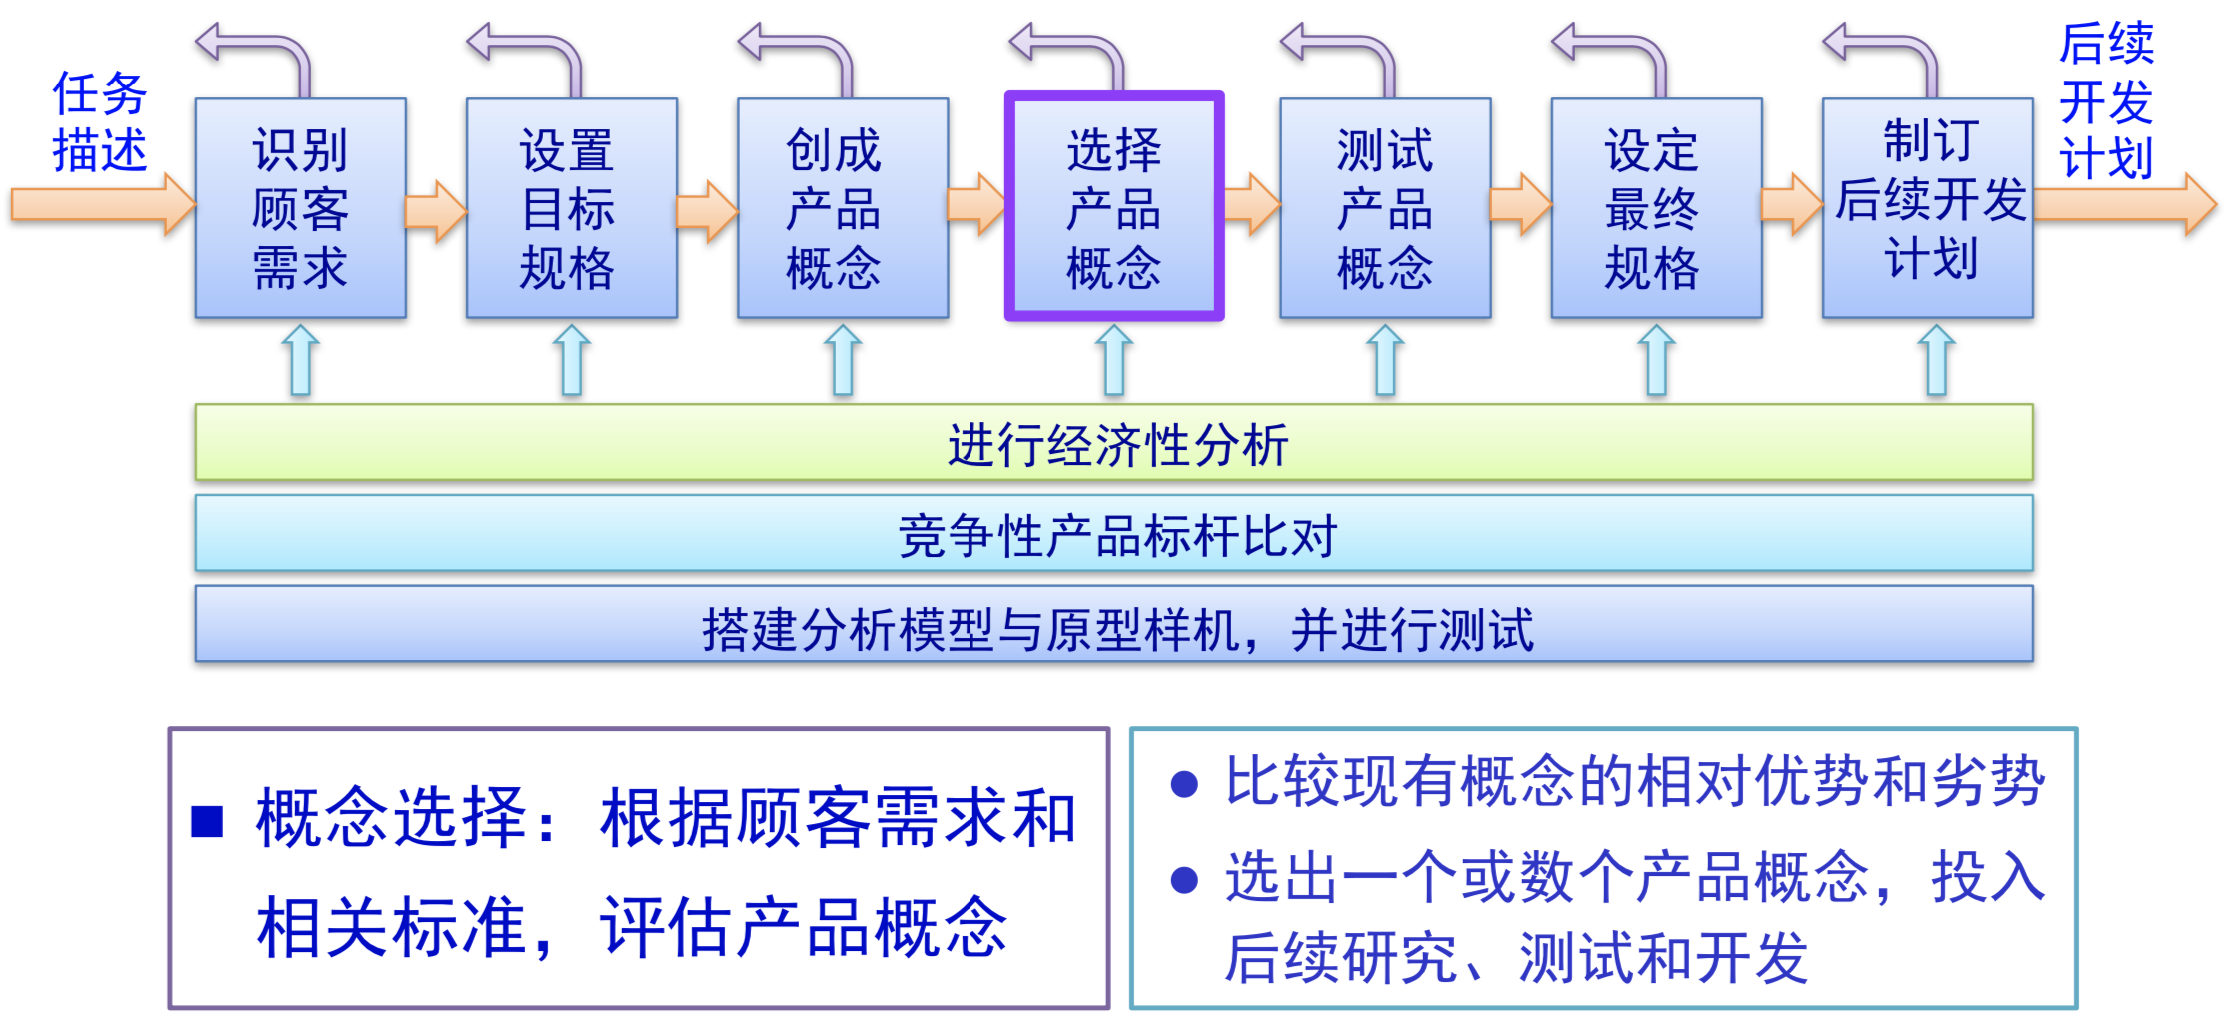 任务
描述
识别
顾客
需求
设置
目标
规格
创成
产品
概念
选择
产品
概念
测试
产品
概念
设定
最终
规格
制订
后续开发
计划
后续
开发
计划
进行经济性分析
竞争性产品标杆比对
搭建分析模型与原型样机，并进行测试
■ 概念选择：根据顾客需求和
相关标准，评估产品概念
● 比较现有概念的相对优势和劣势
● 选出一个或数个产品概念，投入
后续研究、测试和开发